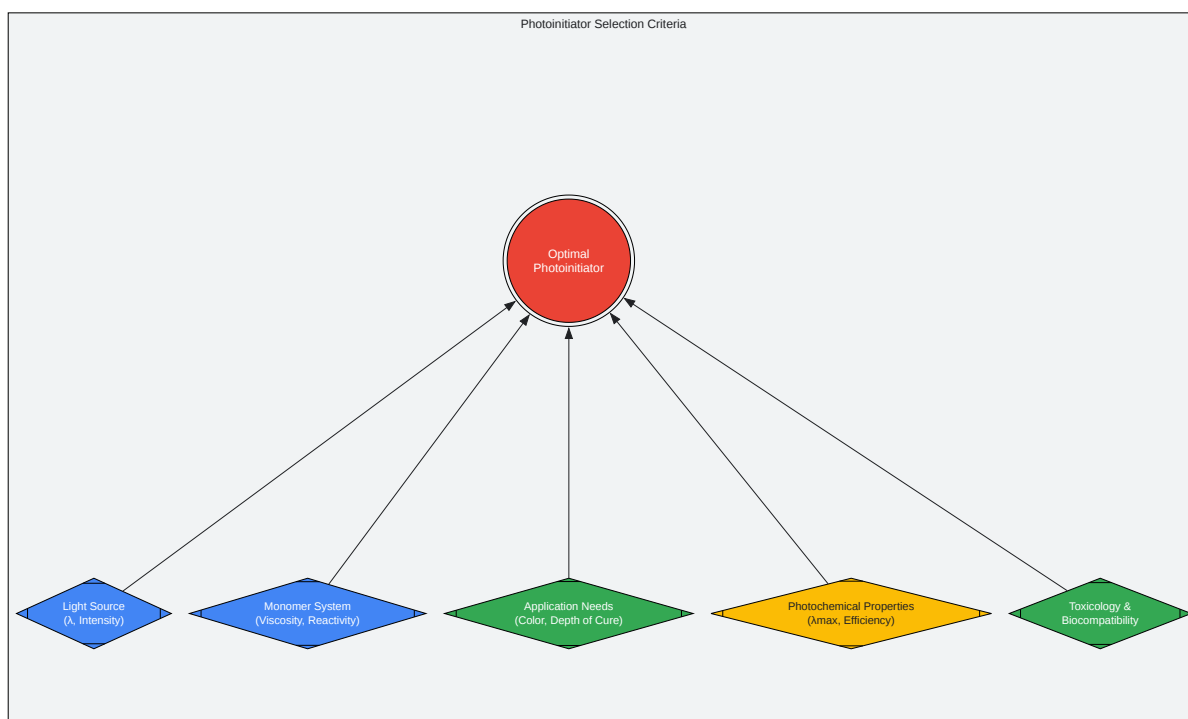 Photoinitiator Selection Criteria
Optimal
Photoinitiator
Light Source
(λ, Intensity)
Monomer System
(Viscosity, Reactivity)
Application Needs
(Color, Depth of Cure)
Photochemical Properties
(λmax, Efficiency)
Toxicology &
Biocompatibility